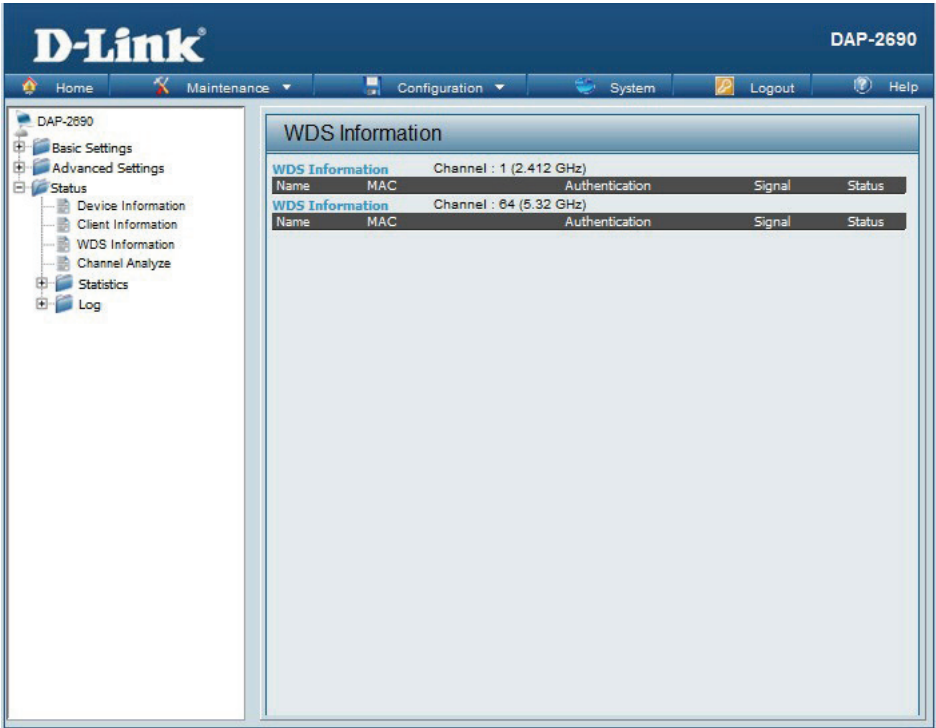 D-Link®
DAP-2690
Home Maintenance Configuration System Logout Help
DAP-2690
Basic Settings
Advanced Settings
Status
Device Information
Client Information
WDS Information
Channel Analyze
Statistics
Log
WDS Information
WDS Information Channel : 1 (2.412 GHz)
Name MAC Authentication Signal Status
WDS Information Channel : 64 (5.32 GHz)
Name MAC Authentication Signal Status